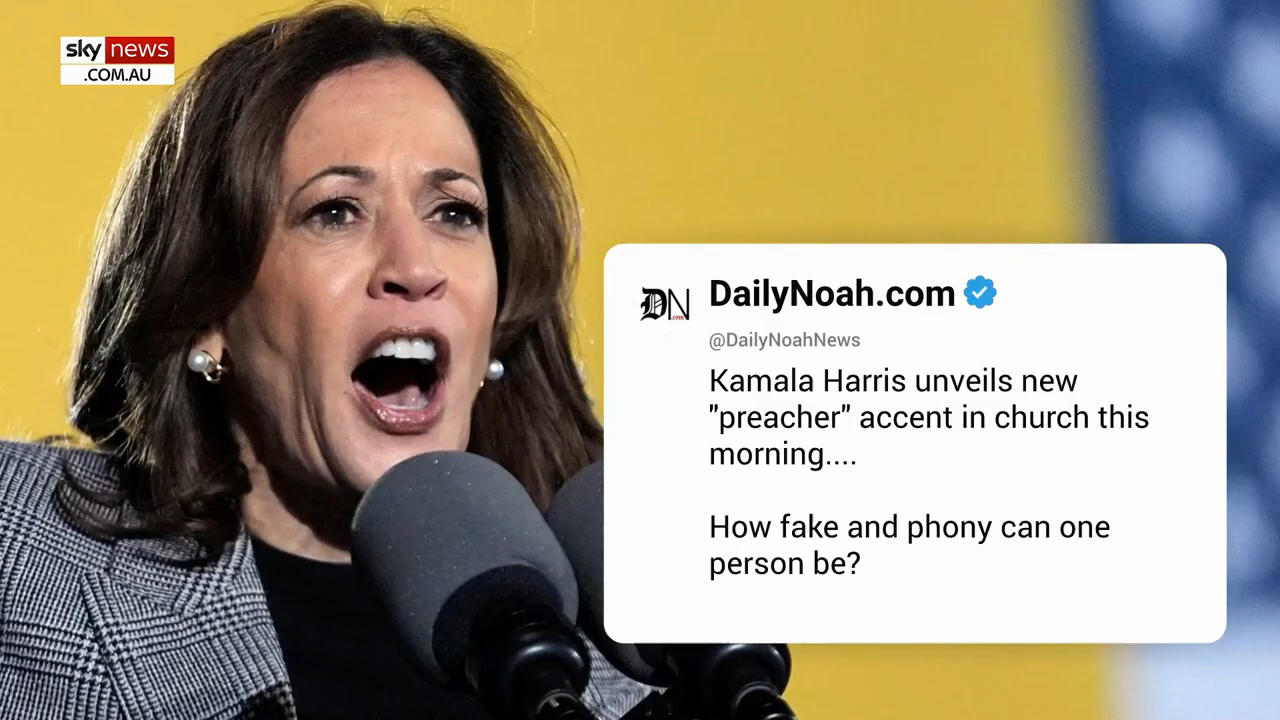 sky news
.COM.AU
DN
.com
DailyNoah.com
@DailyNoahNews
Kamala Harris unveils new
"preacher" accent in church this
morning....
How fake and phony can one
person be?